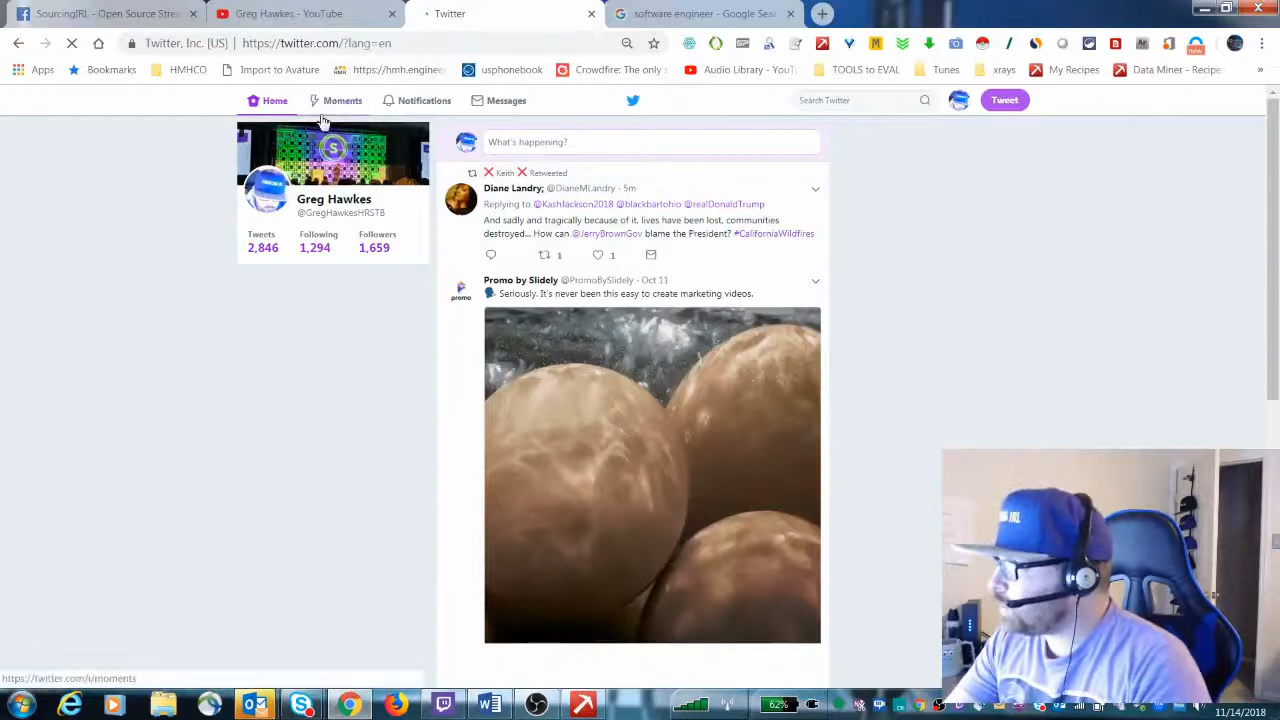 SourcingIRL - Open Source Stre
Greg Hawkes - YouTube
Twitter
software engineer - Google Sea
Twitter, Inc. [US] https://twitter.com/?lang=en
Apps
Bookmarks
HMHCO
Import to Avature
https://hmh.enginee
usphonebook
Crowdfire: The only s
Audio Library - YouT
TOOLS to EVAL
Tunes
xrays
My Recipes
Data Miner - Recipe
Home
Moments
Notifications
Messages
Search Twitter
Tweet
Greg Hawkes
@GregHawkesHRSTB
Tweets Following Followers
2,846 1,294 1,659
What's happening?
Keith Retweeted
Diane Landry; @DianeMLandry · 5m
Replying to @KashJackson2018 @blackbartohio @realDonaldTrump
And sadly and tragically because of it, lives have been lost, communities
destroyed... How can @JerryBrownGov blame the President? #CaliforniaWildfires
1 1
Promo by Slidely @PromoBySlidely · Oct 11
Seriously. It's never been this easy to create marketing videos.
promo
https://twitter.com/i/moments
62%
11/14/2018